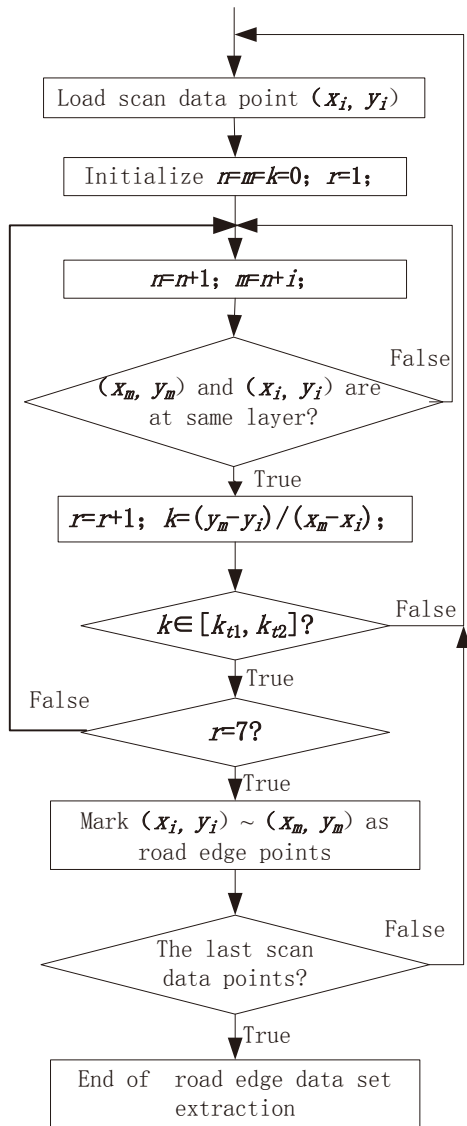 Load scan data point (xᵢ, yᵢ)
Initialize n=m=k=0; r=1;
n=n+1; m=n+i;
False
(xₘ, yₘ) and (xᵢ, yᵢ) are
at same layer?
True
r=r+1; k=(yₘ-yᵢ)/(xₘ-xᵢ);
k∈[kₜ₁, kₜ₂]?
False
True
False
r=7?
True
Mark (xᵢ, yᵢ) ~ (xₘ, yₘ) as
road edge points
False
The last scan
data points?
True
End of road edge data set
extraction